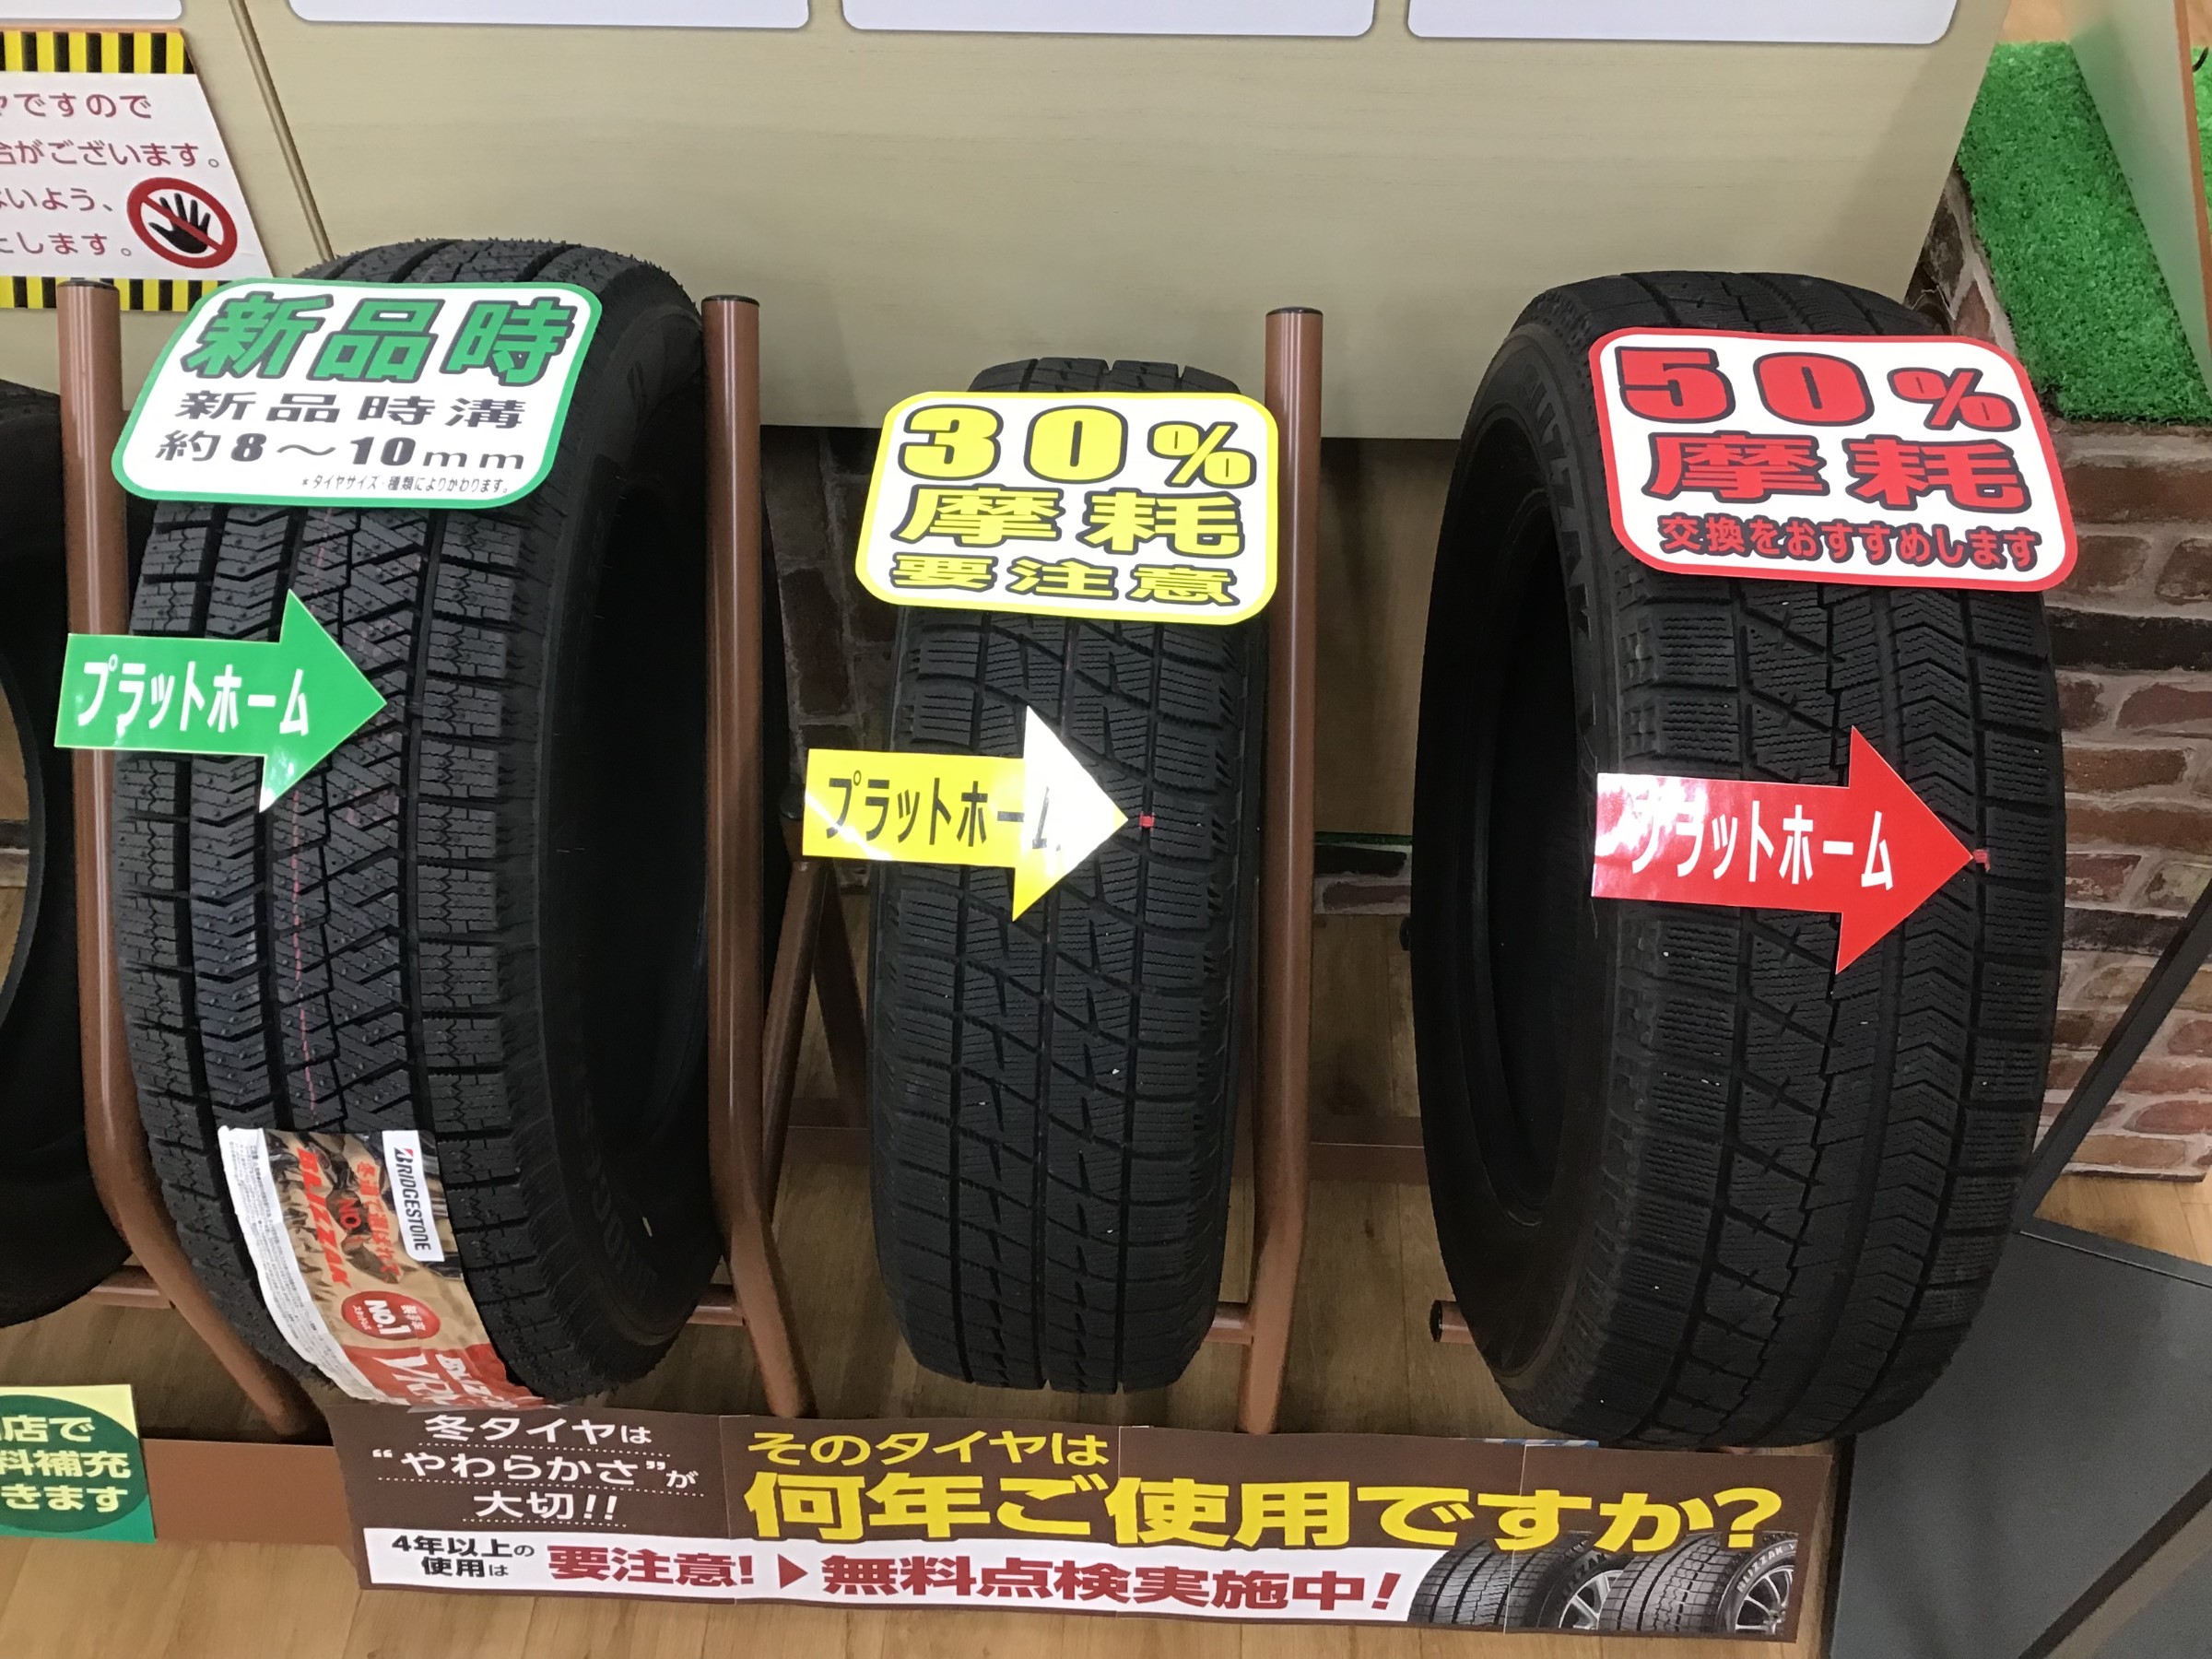 ヤですので
合がございます。
ないよう、
たします。
新品時
新品時溝
約8～10mm
*タイヤサイズ・種類によりかわります。
プラットホーム
30%
摩耗
要注意
プラットホーム
50%
摩耗
交換をおすすめします
プラットホーム
BRIDGESTONE
NO.1
BLIZZAK
No.1
店で
料補充
きます
冬タイヤは
“やわらかさ”が
大切!!
そのタイヤは
何年ご使用ですか?
4年以上の
使用は
要注意!▶無料点検実施中!